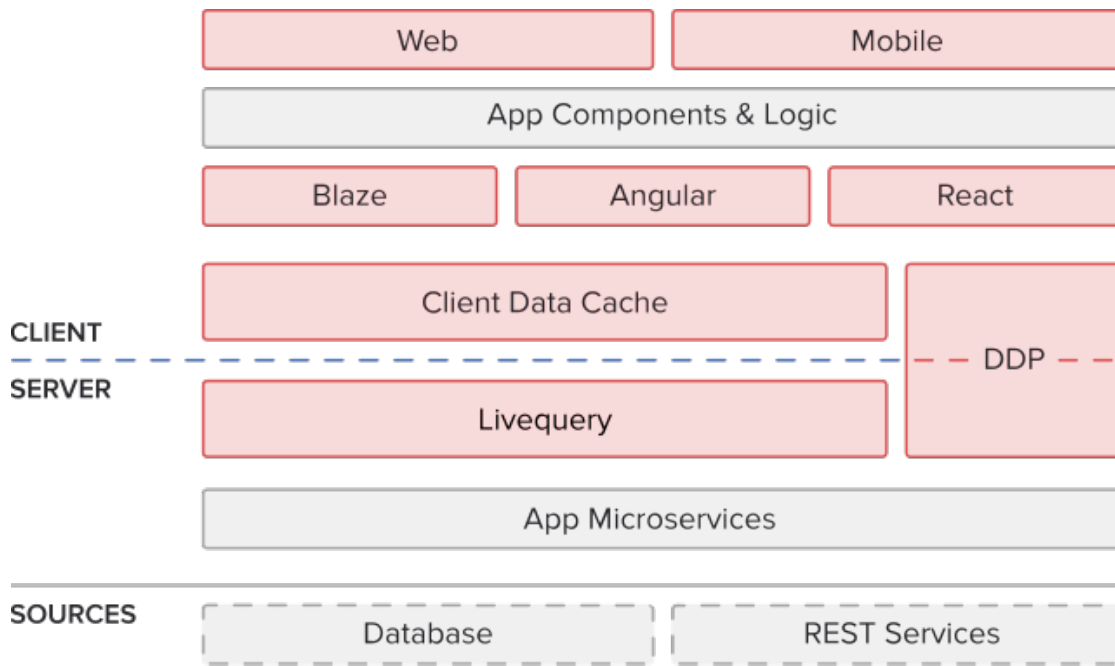 Web
Mobile
App Components & Logic
Blaze
Angular
React
Client Data Cache
CLIENT
DDP
SERVER
Livequery
App Microservices
SOURCES
Database
REST Services